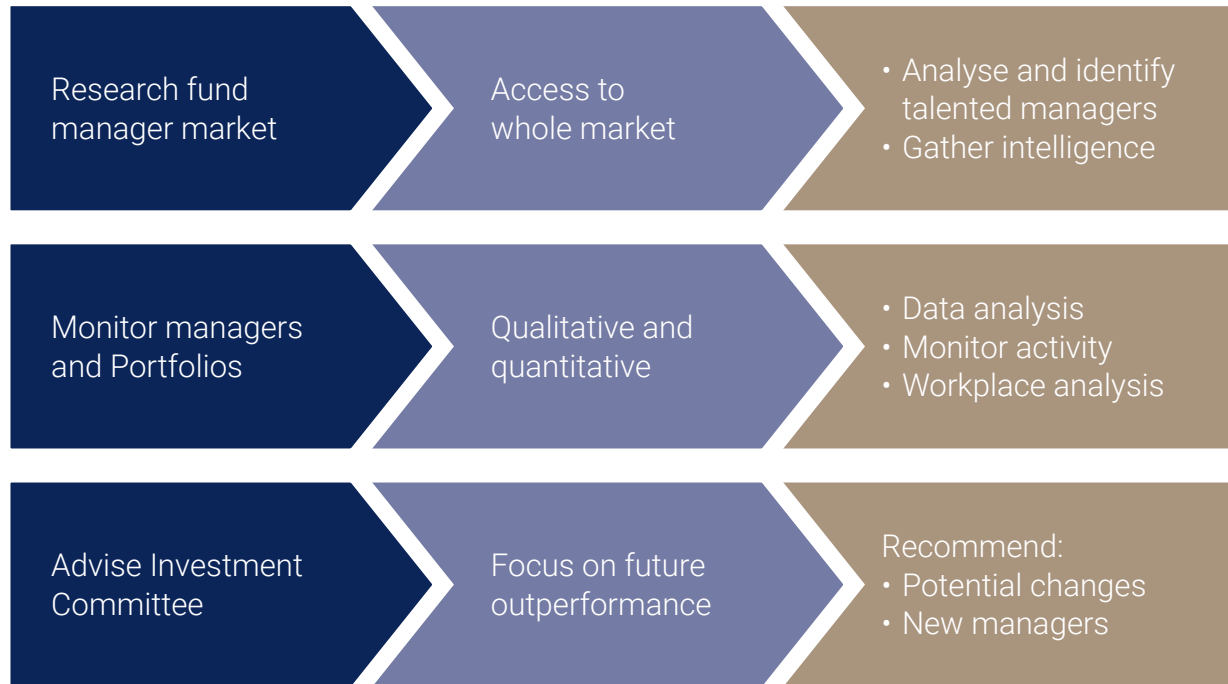 Research fund
manager market
Access to
whole market
• Analyse and identify
talented managers
• Gather intelligence
Monitor managers
and Portfolios
Qualitative and
quantitative
• Data analysis
• Monitor activity
• Workplace analysis
Advise Investment
Committee
Focus on future
outperformance
Recommend:
• Potential changes
• New managers